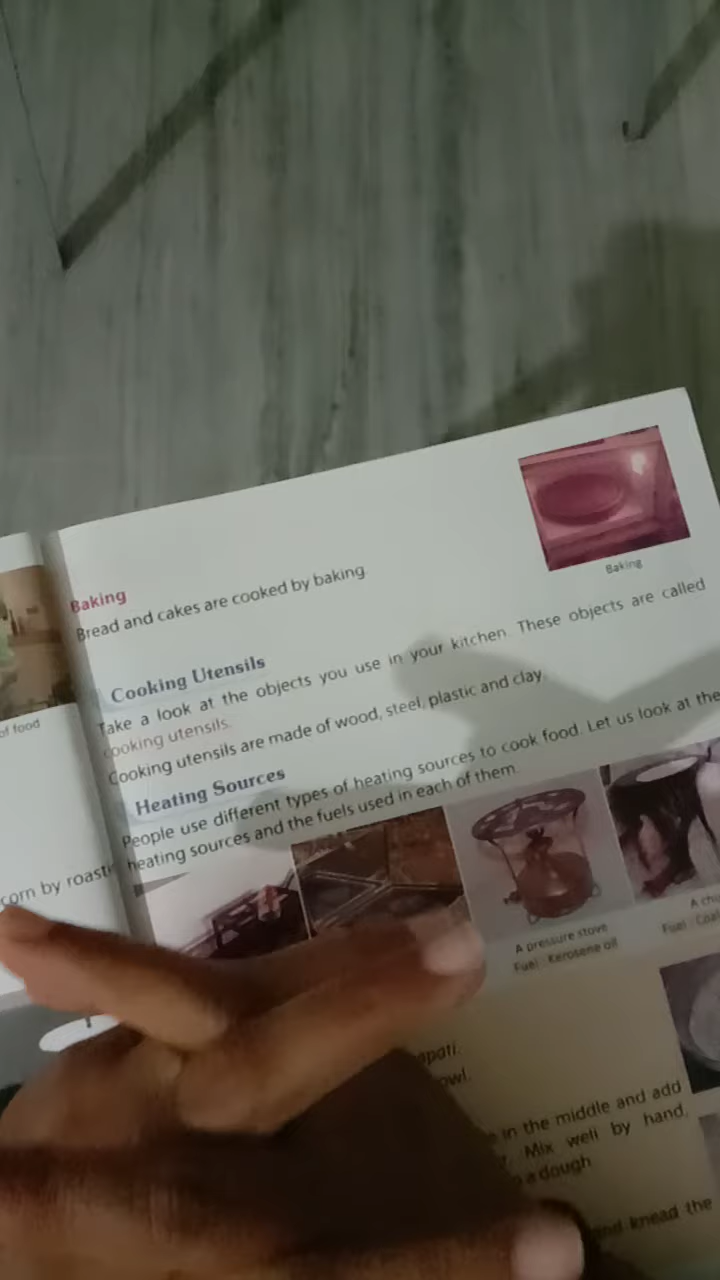 Baking
Bread and cakes are cooked by baking.
Baking
Cooking Utensils
Take a look at the objects you use in your kitchen. These objects are called
cooking utensils.
Cooking utensils are made of wood, steel, plastic and clay.
Heating Sources
People use different types of heating sources to cook food. Let us look at the
heating sources and the fuels used in each of them.
A pressure stove
Fuel : Kerosene oil
A
Fuel :
of food
corn by
in the middle and add
Mix well by hand.
a dough
knead the